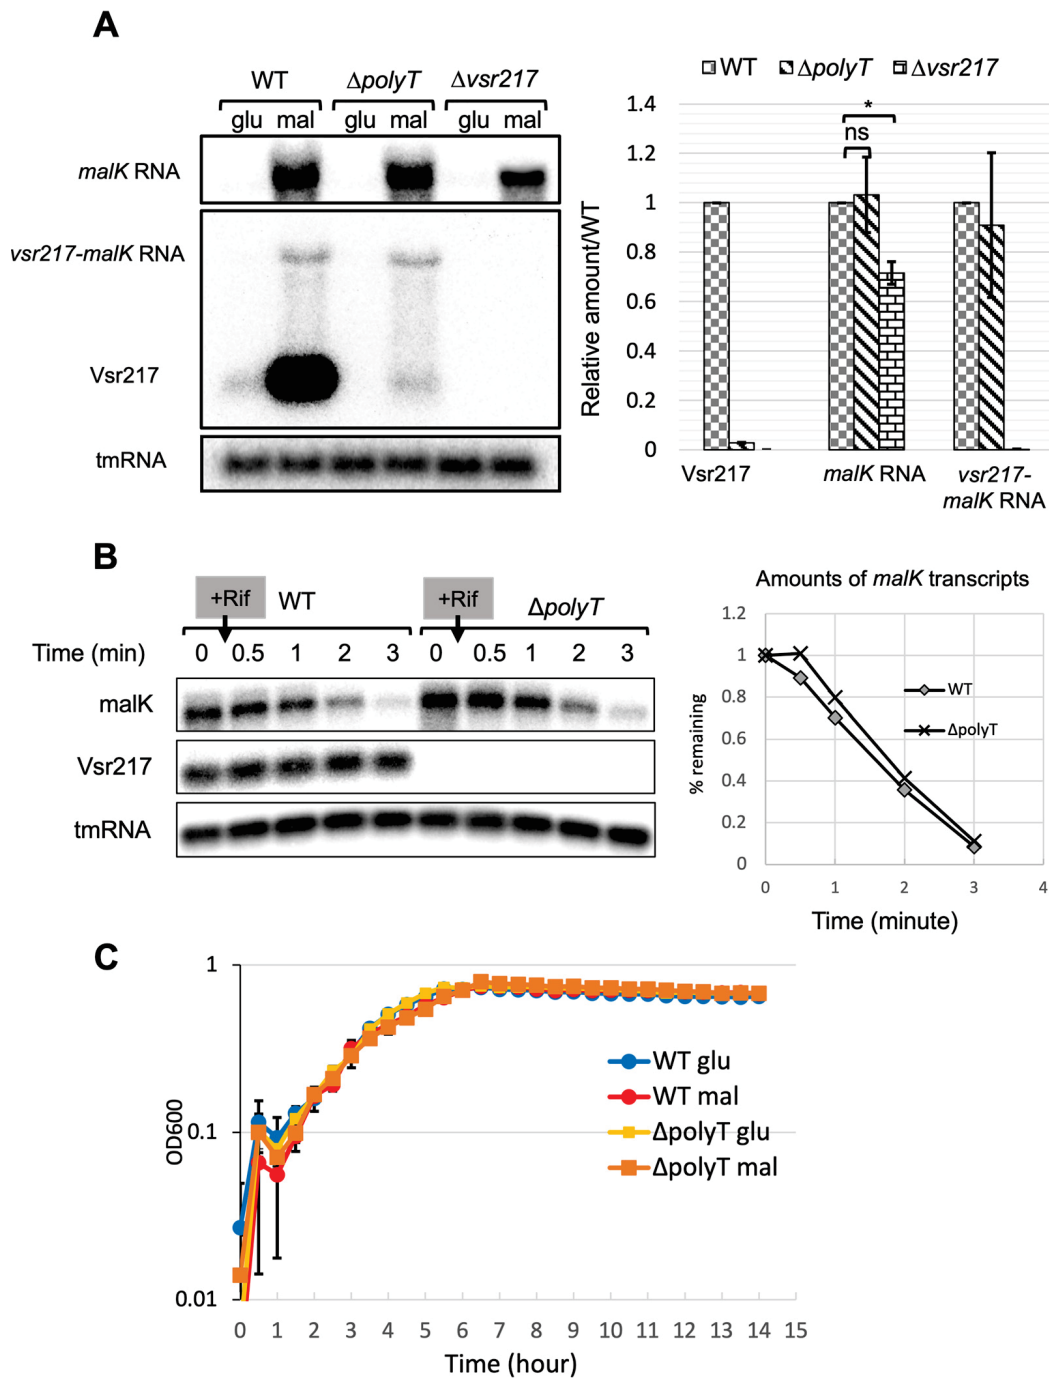 A
WT ΔpolyT Δvsr217
glu mal glu mal glu mal
malK RNA
vsr217-malK RNA
Vsr217
tmRNA
WT ΔpolyT Δvsr217
Relative amount/WT
1.4
1.2
1
0.8
0.6
0.4
0.2
0
*
ns
Vsr217 malK RNA vsr217-
malK RNA
B
+Rif WT +Rif ΔpolyT
Time (min) 0 0.5 1 2 3 0 0.5 1 2 3
malK
Vsr217
tmRNA
Amounts of malK transcripts
% remaining
1.2
1
0.8
0.6
0.4
0.2
0
WT
ΔpolyT
0 1 2 3 4
Time (minute)
C
OD600
1
0.1
0.01
WT glu
WT mal
ΔpolyT glu
ΔpolyT mal
0 1 2 3 4 5 6 7 8 9 10 11 12 13 14 15
Time (hour)